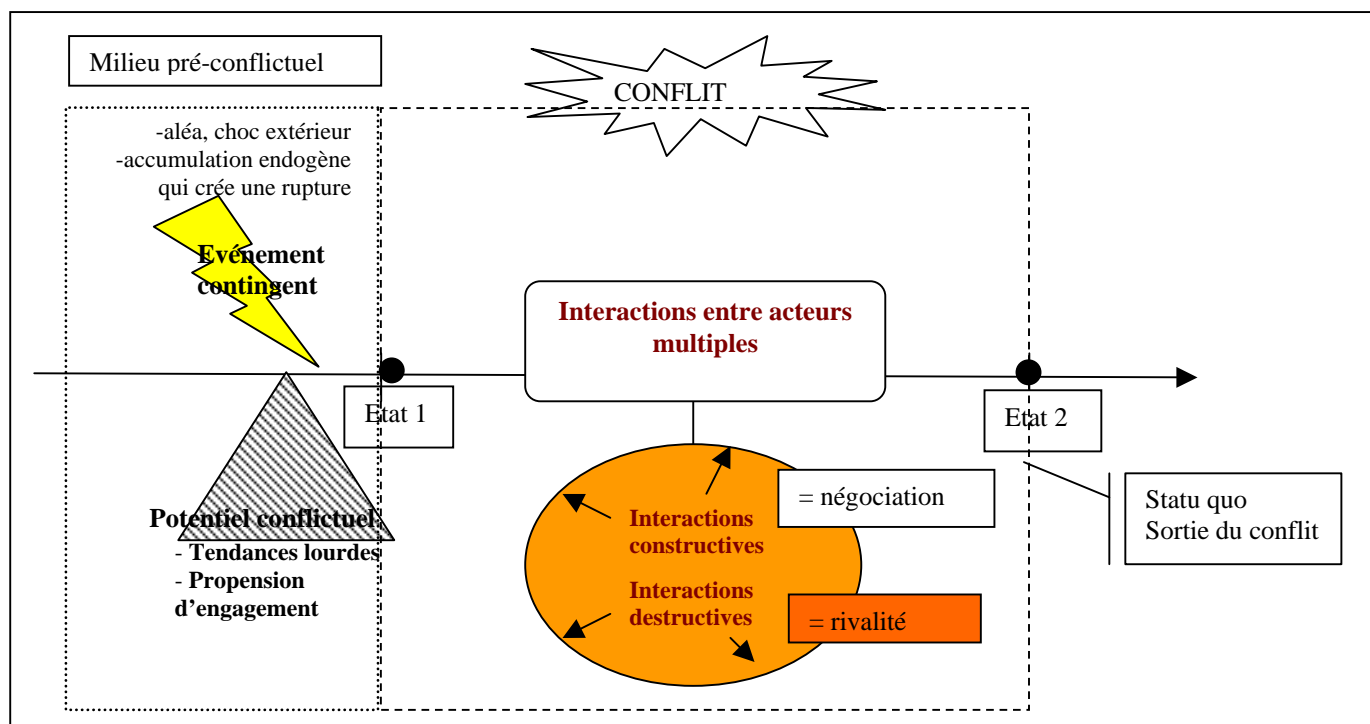 Milieu pré-conflictuel
CONFLIT
-aléa, choc extérieur
-accumulation endogène
qui crée une rupture
Evénement
contingent
Interactions entre acteurs
multiples
Etat 1
Etat 2
Potentiel conflictuel
- Tendances lourdes
- Propension
d’engagement
Interactions
constructives
= négociation
Interactions
destructives
= rivalité
Statu quo
Sortie du conflit